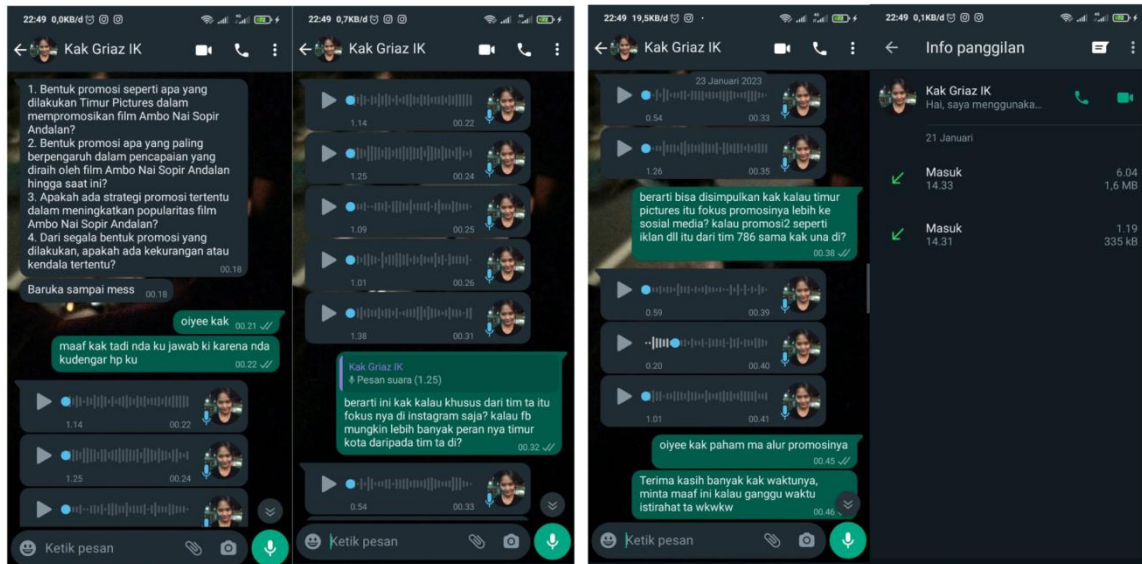 22:49 0,0KB/d
Kak Griaz IK
1. Bentuk promosi seperti apa yang
dilakukan Timur Pictures dalam
mempromosikan film Ambo Nai Sopir
Andalan?
2. Bentuk promosi apa yang paling
berpengaruh dalam pencapaian yang
diraih oleh film Ambo Nai Sopir Andalan
hingga saat ini?
3. Apakah ada strategi promosi tertentu
dalam meningkatkan popularitas film
Ambo Nai Sopir Andalan?
4. Dari segala bentuk promosi yang
dilakukan, apakah ada kekurangan atau
kendala tertentu?
00.18
Baruka sampai mess 00.18
oiyee kak 00.21
maaf kak tadi nda ku jawab ki karena nda
kudengar hp ku
00.22
1.14 00.22
1.25 00.24
Ketik pesan
22:49 0,7KB/d
Kak Griaz IK
1.14 00.22
1.25 00.24
1.09 00.25
1.01 00.26
1.38 00.31
Kak Griaz IK
Pesan suara (1.25)
berarti ini kak kalau khusus dari tim ta itu
fokus nya di instagram saja? kalau fb
mungkin lebih banyak peran nya timur
kota daripada tim ta di?
00.32
0.54 00.33
Ketik pesan
22:49 19,5KB/d
Kak Griaz IK
23 Januari 2023
0.54 00.33
1.26 00.35
berarti bisa disimpulkan kak kalau timur
pictures itu fokus promosinya lebih ke
sosial media? kalau promosi2 seperti
iklan dll itu dari tim 786 sama kak una di?
00.38
0.59 00.39
0.20 00.40
1.01 00.41
oiyee kak paham ma alur promosinya
00.45
Terima kasih banyak kak waktunya,
minta maaf ini kalau ganggu waktu
istirahat ta wkwkw
00.46
Ketik pesan
22:49 0,1KB/d
Info panggilan
Kak Griaz IK
Hai, saya menggunaka...
21 Januari
Masuk 6.04
14.33 1,6 MB
Masuk 1.19
14.31 335 kB